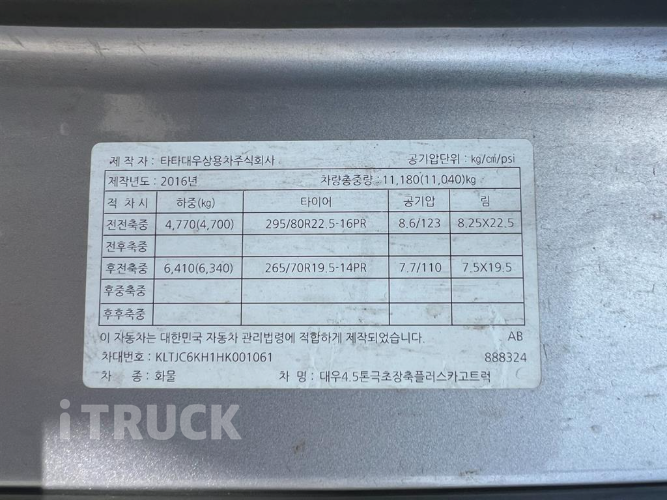 제 작 자 : 타타대우상용차주식회사 공기압단위 : kg/㎠/psi
제작년도 : 2016년 차량총중량 : 11,180(11,040)kg
적 차 시 하중(kg) 타이어 공기압 림
전전축중 4,770(4,700) 295/80R22.5-16PR 8.6/123 8.25X22.5
전후축중
후전축중 6,410(6,340) 265/70R19.5-14PR 7.7/110 7.5X19.5
후중축중
후후축중
이 자동차는 대한민국 자동차 관리법령에 적합하게 제작되었습니다. AB
차대번호 : KLTJC6KH1HK001061 888324
차 종 : 화물 차 명 : 대우4.5톤극초장축플러스카고트럭
iTRUCK